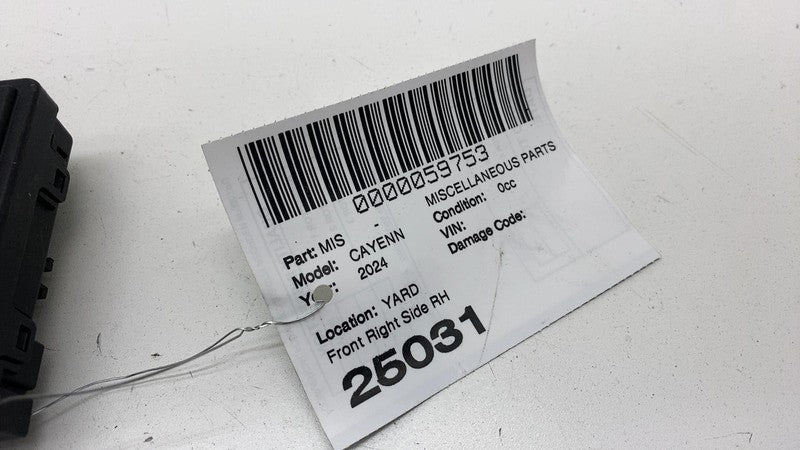 0000059753
Part: MIS - MISCELLANEOUS PARTS
Model: CAYENN Condition: 0cc
2024 VIN:
Damage Code:
Location: YARD
Front Right Side RH
25031